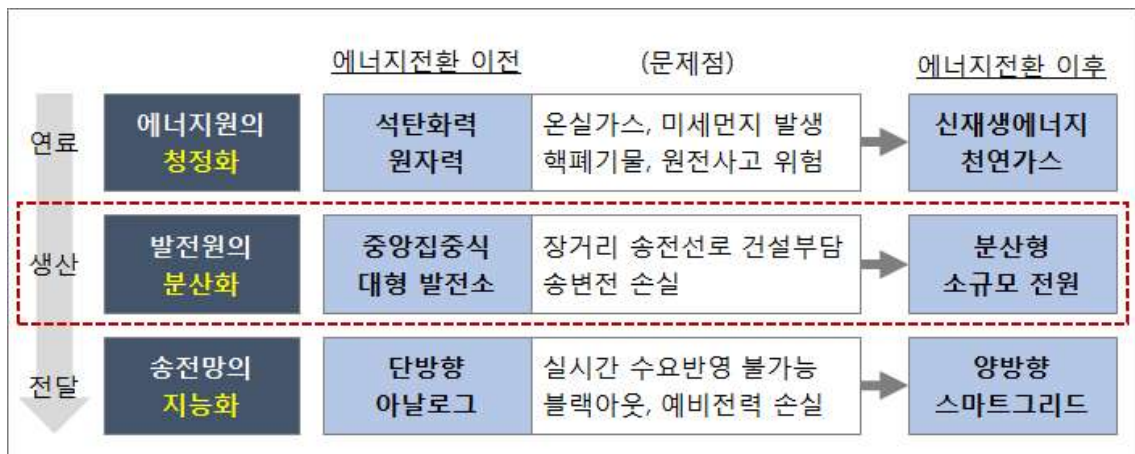 에너지전환 이전 (문제점) 에너지전환 이후
연료
에너지원의
청정화
석탄화력
원자력
온실가스, 미세먼지 발생
핵폐기물, 원전사고 위험
신재생에너지
천연가스
생산
발전원의
분산화
중앙집중식
대형 발전소
장거리 송전선로 건설부담
송변전 손실
분산형
소규모 전원
전달
송전망의
지능화
단방향
아날로그
실시간 수요반영 불가능
블랙아웃, 예비전력 손실
양방향
스마트그리드